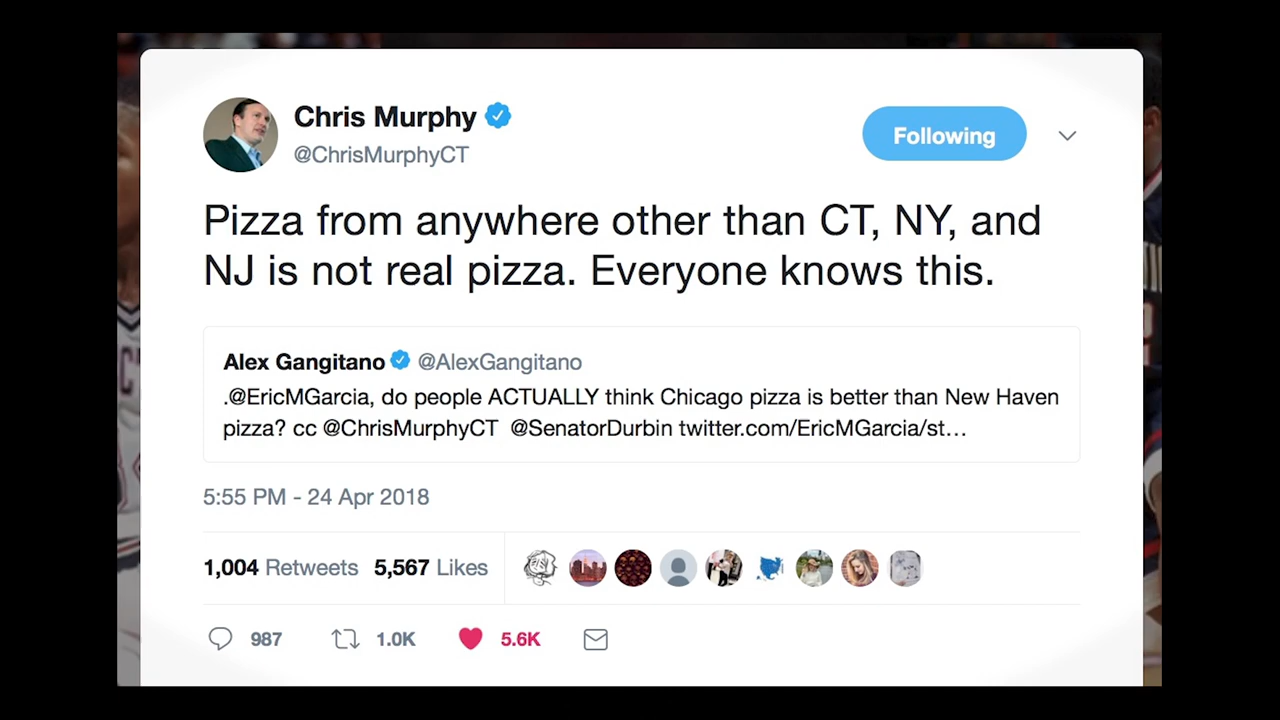 Chris Murphy
@ChrisMurphyCT
Following
Pizza from anywhere other than CT, NY, and
NJ is not real pizza. Everyone knows this.
Alex Gangitano @AlexGangitano
.@EricMGarcia, do people ACTUALLY think Chicago pizza is better than New Haven
pizza? cc @ChrisMurphyCT @SenatorDurbin twitter.com/EricMGarcia/st...
5:55 PM - 24 Apr 2018
1,004 Retweets 5,567 Likes
987 1.0K 5.6K